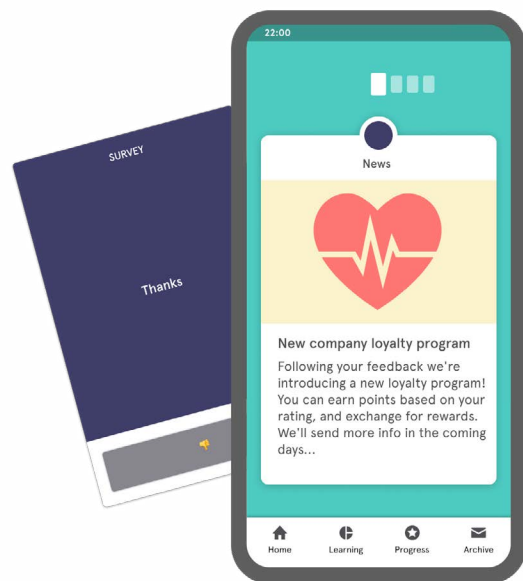 22:00
SURVEY
Thanks
News
New company loyalty program
Following your feedback we're
introducing a new loyalty program!
You can earn points based on your
rating, and exchange for rewards.
We'll send more info in the coming
days...
Home Learning Progress Archive